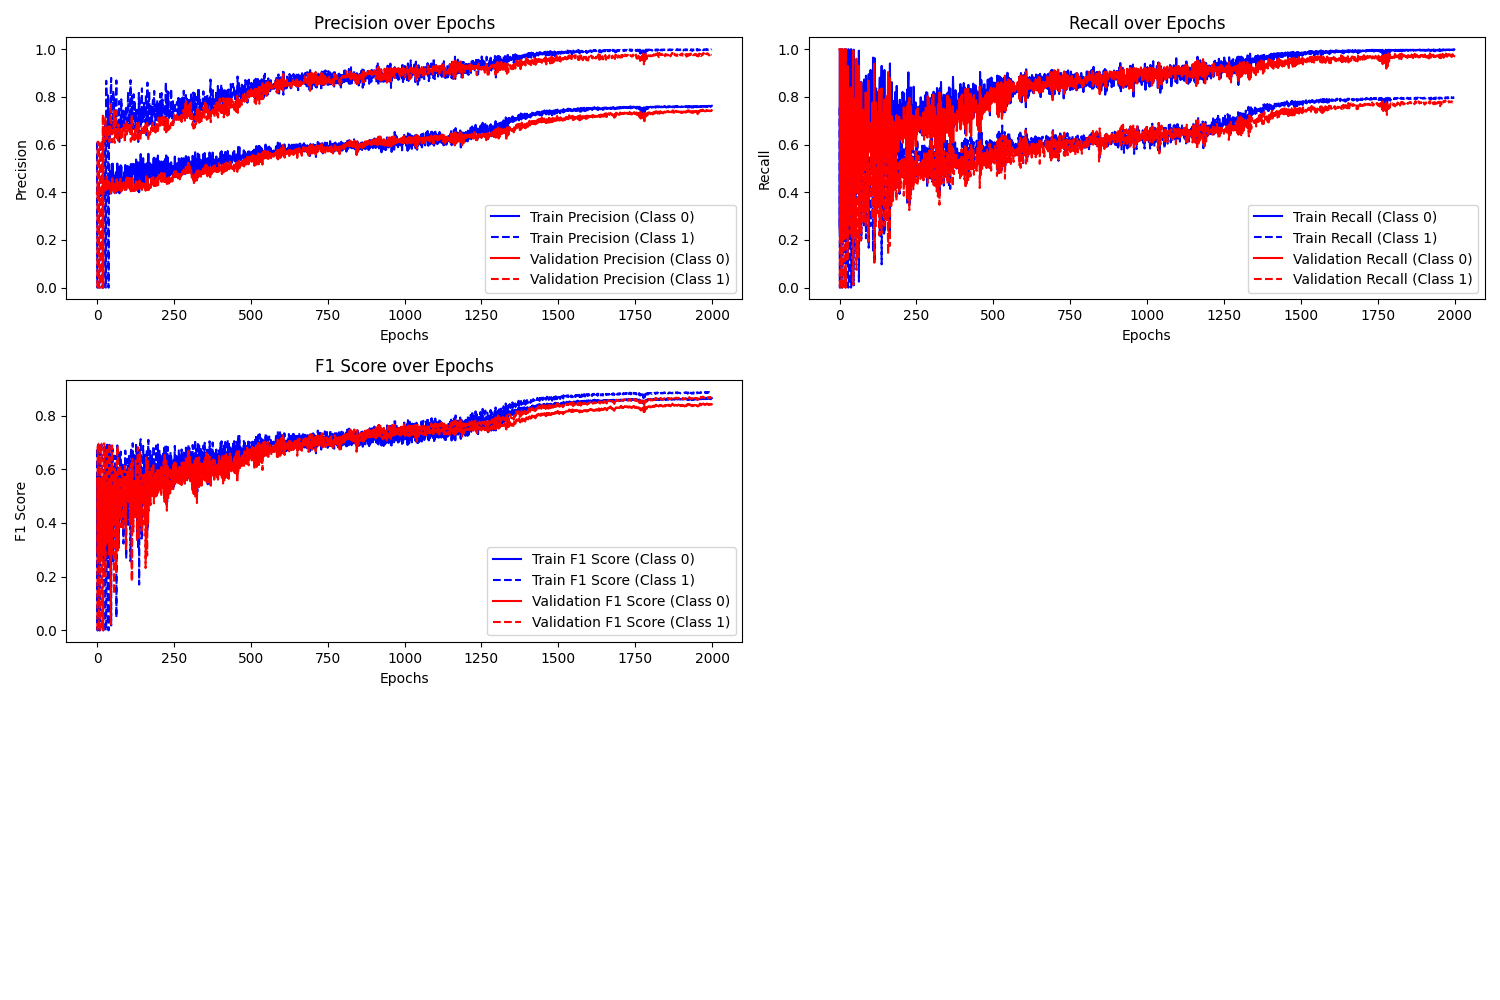 Precision over Epochs
Precision
1.0
0.8
0.6
0.4
0.2
0.0
Train Precision (Class 0)
Train Precision (Class 1)
Validation Precision (Class 0)
Validation Precision (Class 1)
0 250 500 750 1000 1250 1500 1750 2000
Epochs
Recall over Epochs
Recall
1.0
0.8
0.6
0.4
0.2
0.0
Train Recall (Class 0)
Train Recall (Class 1)
Validation Recall (Class 0)
Validation Recall (Class 1)
0 250 500 750 1000 1250 1500 1750 2000
Epochs
F1 Score over Epochs
F1 Score
0.8
0.6
0.4
0.2
0.0
Train F1 Score (Class 0)
Train F1 Score (Class 1)
Validation F1 Score (Class 0)
Validation F1 Score (Class 1)
0 250 500 750 1000 1250 1500 1750 2000
Epochs